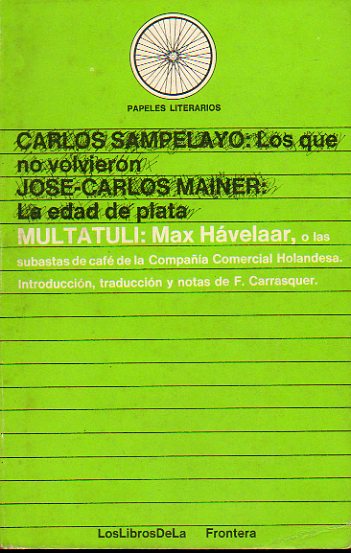 PAPELES LITERARIOS
CARLOS SAMPELAYO: Los que
no volvieron
JOSE-CARLOS MAINER:
La edad de plata
MULTATULI: Max Hávelaar, o las
subastas de café de la Compañía Comercial Holandesa.
Introducción, traducción y notas de F. Carrasquer.
LosLibrosDeLa Frontera